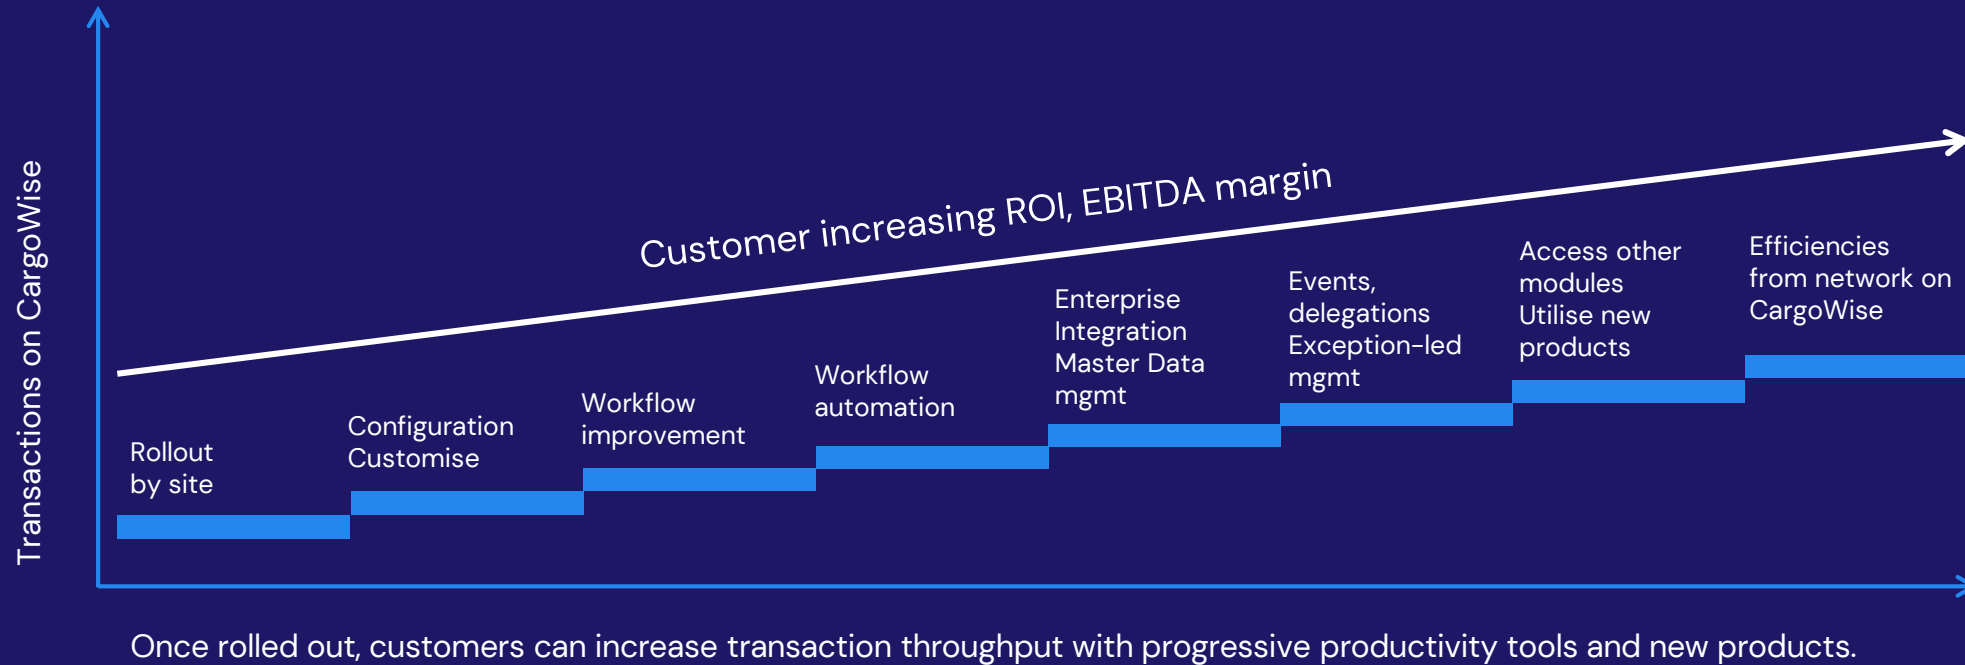 Transactions on CargoWise
Customer increasing ROI, EBITDA margin
Rollout
by site
Configuration
Customise
Workflow
improvement
Workflow
automation
Enterprise
Integration
Master Data
mgmt
Events,
delegations
Exception-led
mgmt
Access other
modules
Utilise new
products
Efficiencies
from network on
CargoWise
Once rolled out, customers can increase transaction throughput with progressive productivity tools and new products.